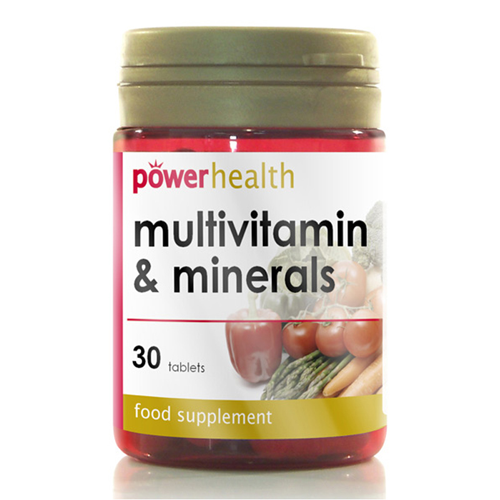 powerhealth
multivitamin
& minerals
30 tablets
food supplement